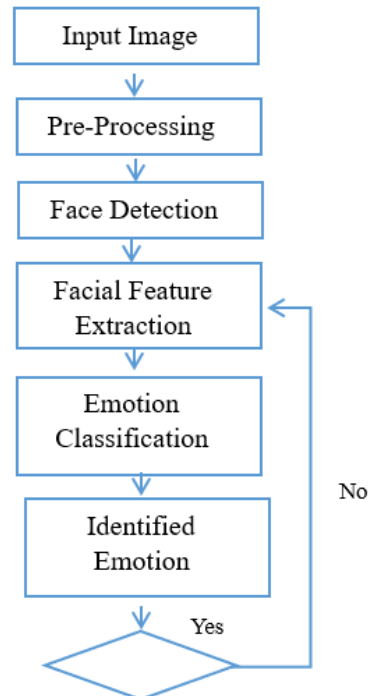 Input Image
Pre-Processing
Face Detection
Facial Feature
Extraction
Emotion
Classification
No
Identified
Emotion
Yes